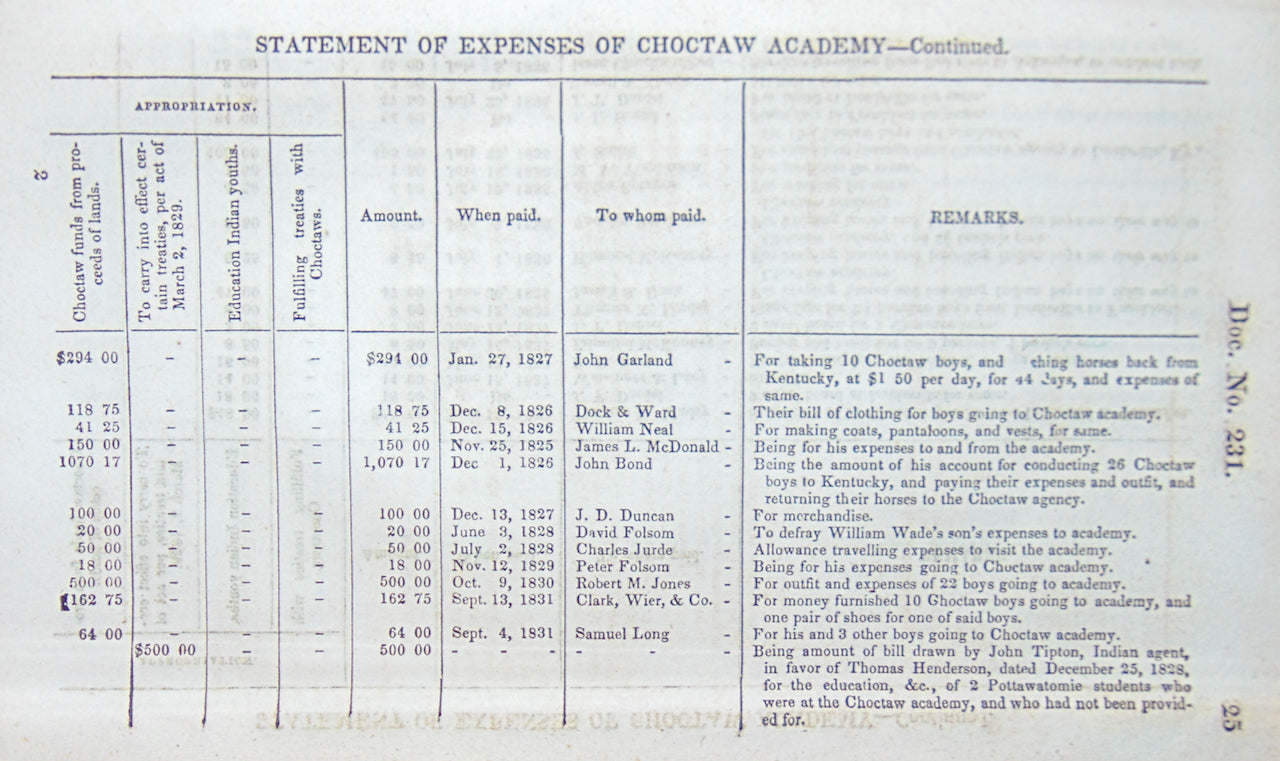 STATEMENT OF EXPENSES OF CHOCTAW ACADEMY—Continued.
APPROPRIATION.
Choctaw funds from pro-
ceeds of lands.
To carry into effect cer-
tain treaties, per act of
March 2, 1829.
Education Indian youths.
Fulfilling treaties with
Choctaws.
Amount.
When paid.
To whom paid.
REMARKS.
$294 00 - - $294 00 Jan. 27, 1827 John Garland - For taking 10 Choctaw boys, and ching horses back from
Kentucky, at $1 50 per day, for 44 days, and expenses of
same.
118 75 - - - 118 75 Dec. 8, 1826 Dock & Ward - Their bill of clothing for boys going to Choctaw academy.
41 25 - - - 41 25 Dec. 15, 1826 William Neal - For making coats, pantaloons, and vests, for same.
150 00 - - - 150 00 Nov. 25, 1825 James L. McDonald - Being for his expenses to and from the academy.
1070 17 - - - 1,070 17 Dec 1, 1826 John Bond - Being the amount of his account for conducting 26 Choctaw
boys to Kentucky, and paying their expenses and outfit, and
returning their horses to the Choctaw agency.
100 00 - - - 100 00 Dec. 13, 1827 J. D. Duncan - For merchandise.
20 00 - - - 20 00 June 3, 1828 David Folsom - To defray William Wade's son's expenses to academy.
50 00 - - - 50 00 July 2, 1828 Charles Jurde - Allowance travelling expenses to visit the academy.
18 00 - - - 18 00 Nov. 12, 1829 Peter Folsom - Being for his expenses going to Choctaw academy.
500 00 - - - 500 00 Oct. 9, 1830 Robert M. Jones - For outfit and expenses of 22 boys going to academy.
162 75 - - - 162 75 Sept. 13, 1831 Clark, Wier, & Co. - For money furnished 10 Ghoctaw boys going to academy, and
one pair of shoes for one of said boys.
64 00 - - - 64 00 Sept. 4, 1831 Samuel Long - For his and 3 other boys going to Choctaw academy.
$500 00 - - 500 00 - - - - - - Being amount of bill drawn by John Tipton, Indian agent,
in favor of Thomas Henderson, dated December 25, 1828,
for the education, &c., of 2 Pottawatomie students who
were at the Choctaw academy, and who had not been provid-
ed for.
2
Doc. No. 231.
25